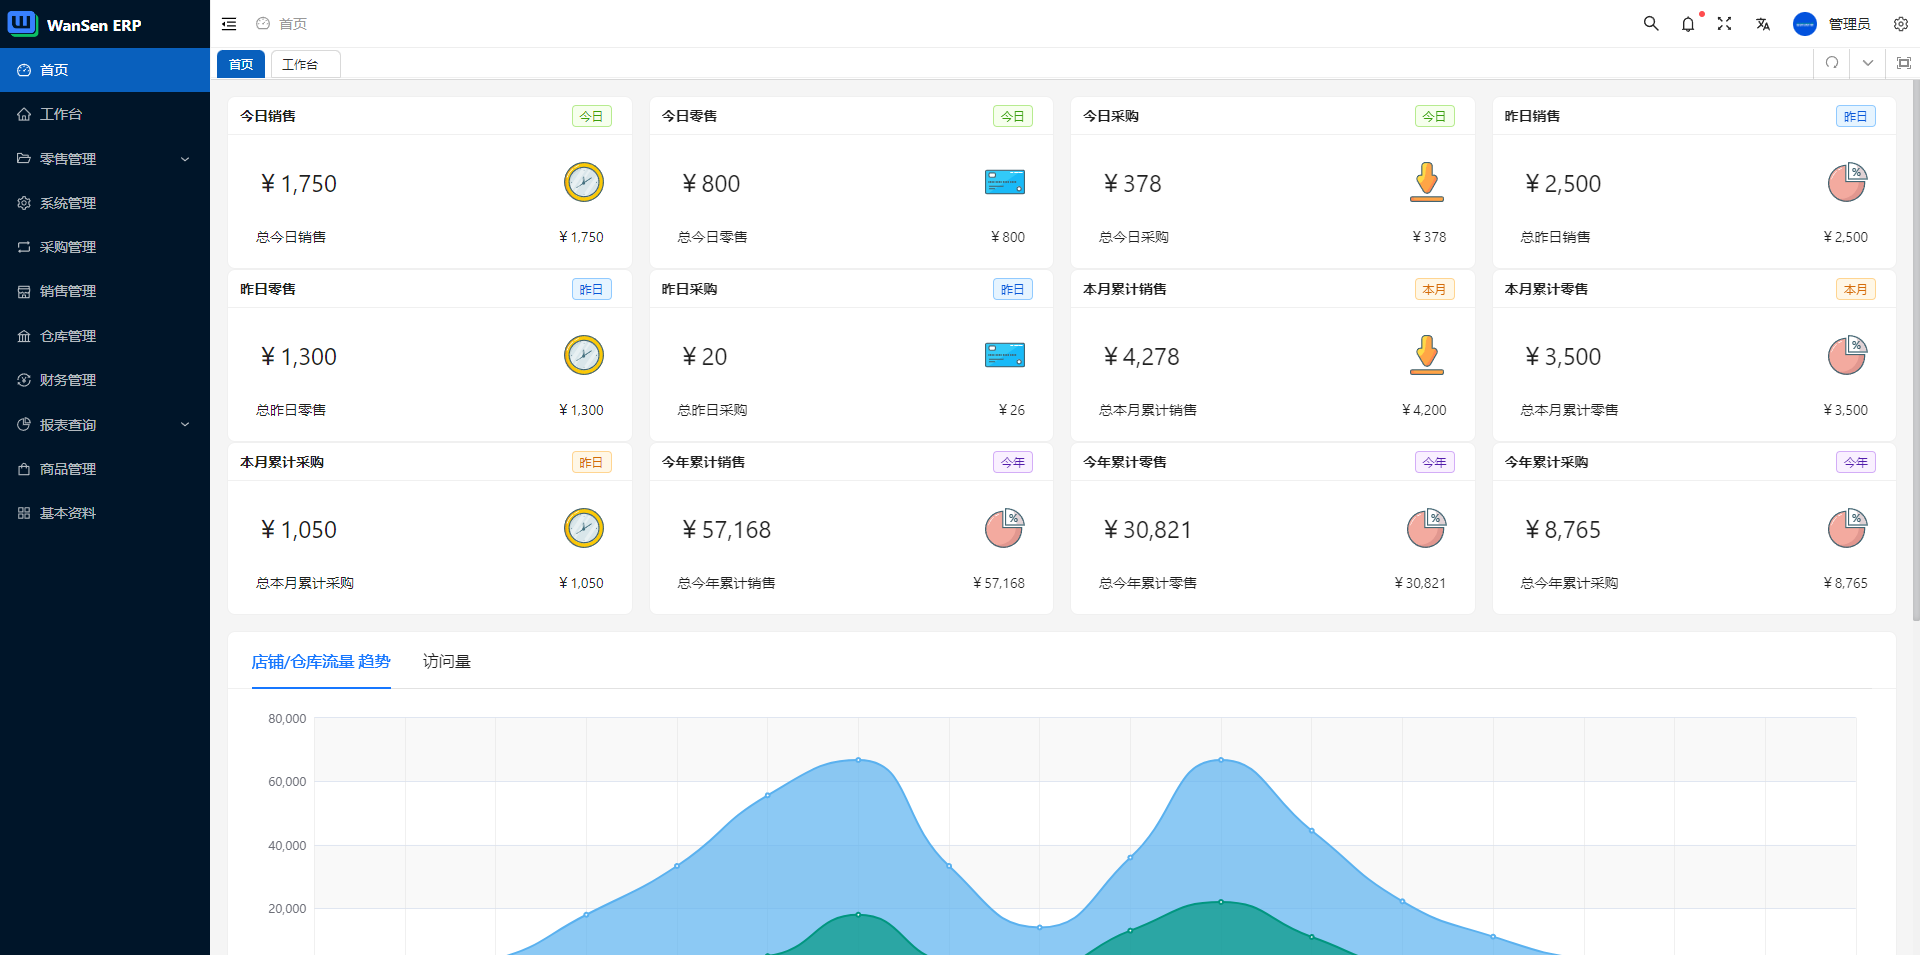 WanSen ERP
首页
工作台
零售管理
系统管理
采购管理
销售管理
仓库管理
财务管理
报表查询
商品管理
基本资料
首页
管理员
首页
工作台
今日销售 今日
¥ 1,750
总今日销售 ¥ 1,750
今日零售 今日
¥ 800
总今日零售 ¥ 800
今日采购 今日
¥ 378
总今日采购 ¥ 378
昨日销售 昨日
%
¥ 2,500
总昨日销售 ¥ 2,500
昨日零售 昨日
¥ 1,300
总昨日零售 ¥ 1,300
昨日采购 昨日
¥ 20
总昨日采购 ¥ 26
本月累计销售 本月
¥ 4,278
总本月累计销售 ¥ 4,200
本月累计零售 本月
%
¥ 3,500
总本月累计零售 ¥ 3,500
本月累计采购 昨日
¥ 1,050
总本月累计采购 ¥ 1,050
今年累计销售 今年
%
¥ 57,168
总今年累计销售 ¥ 57,168
今年累计零售 今年
%
¥ 30,821
总今年累计零售 ¥ 30,821
今年累计采购 今年
%
¥ 8,765
总今年累计采购 ¥ 8,765
店铺/仓库流量 趋势
访问量
80,000
60,000
40,000
20,000